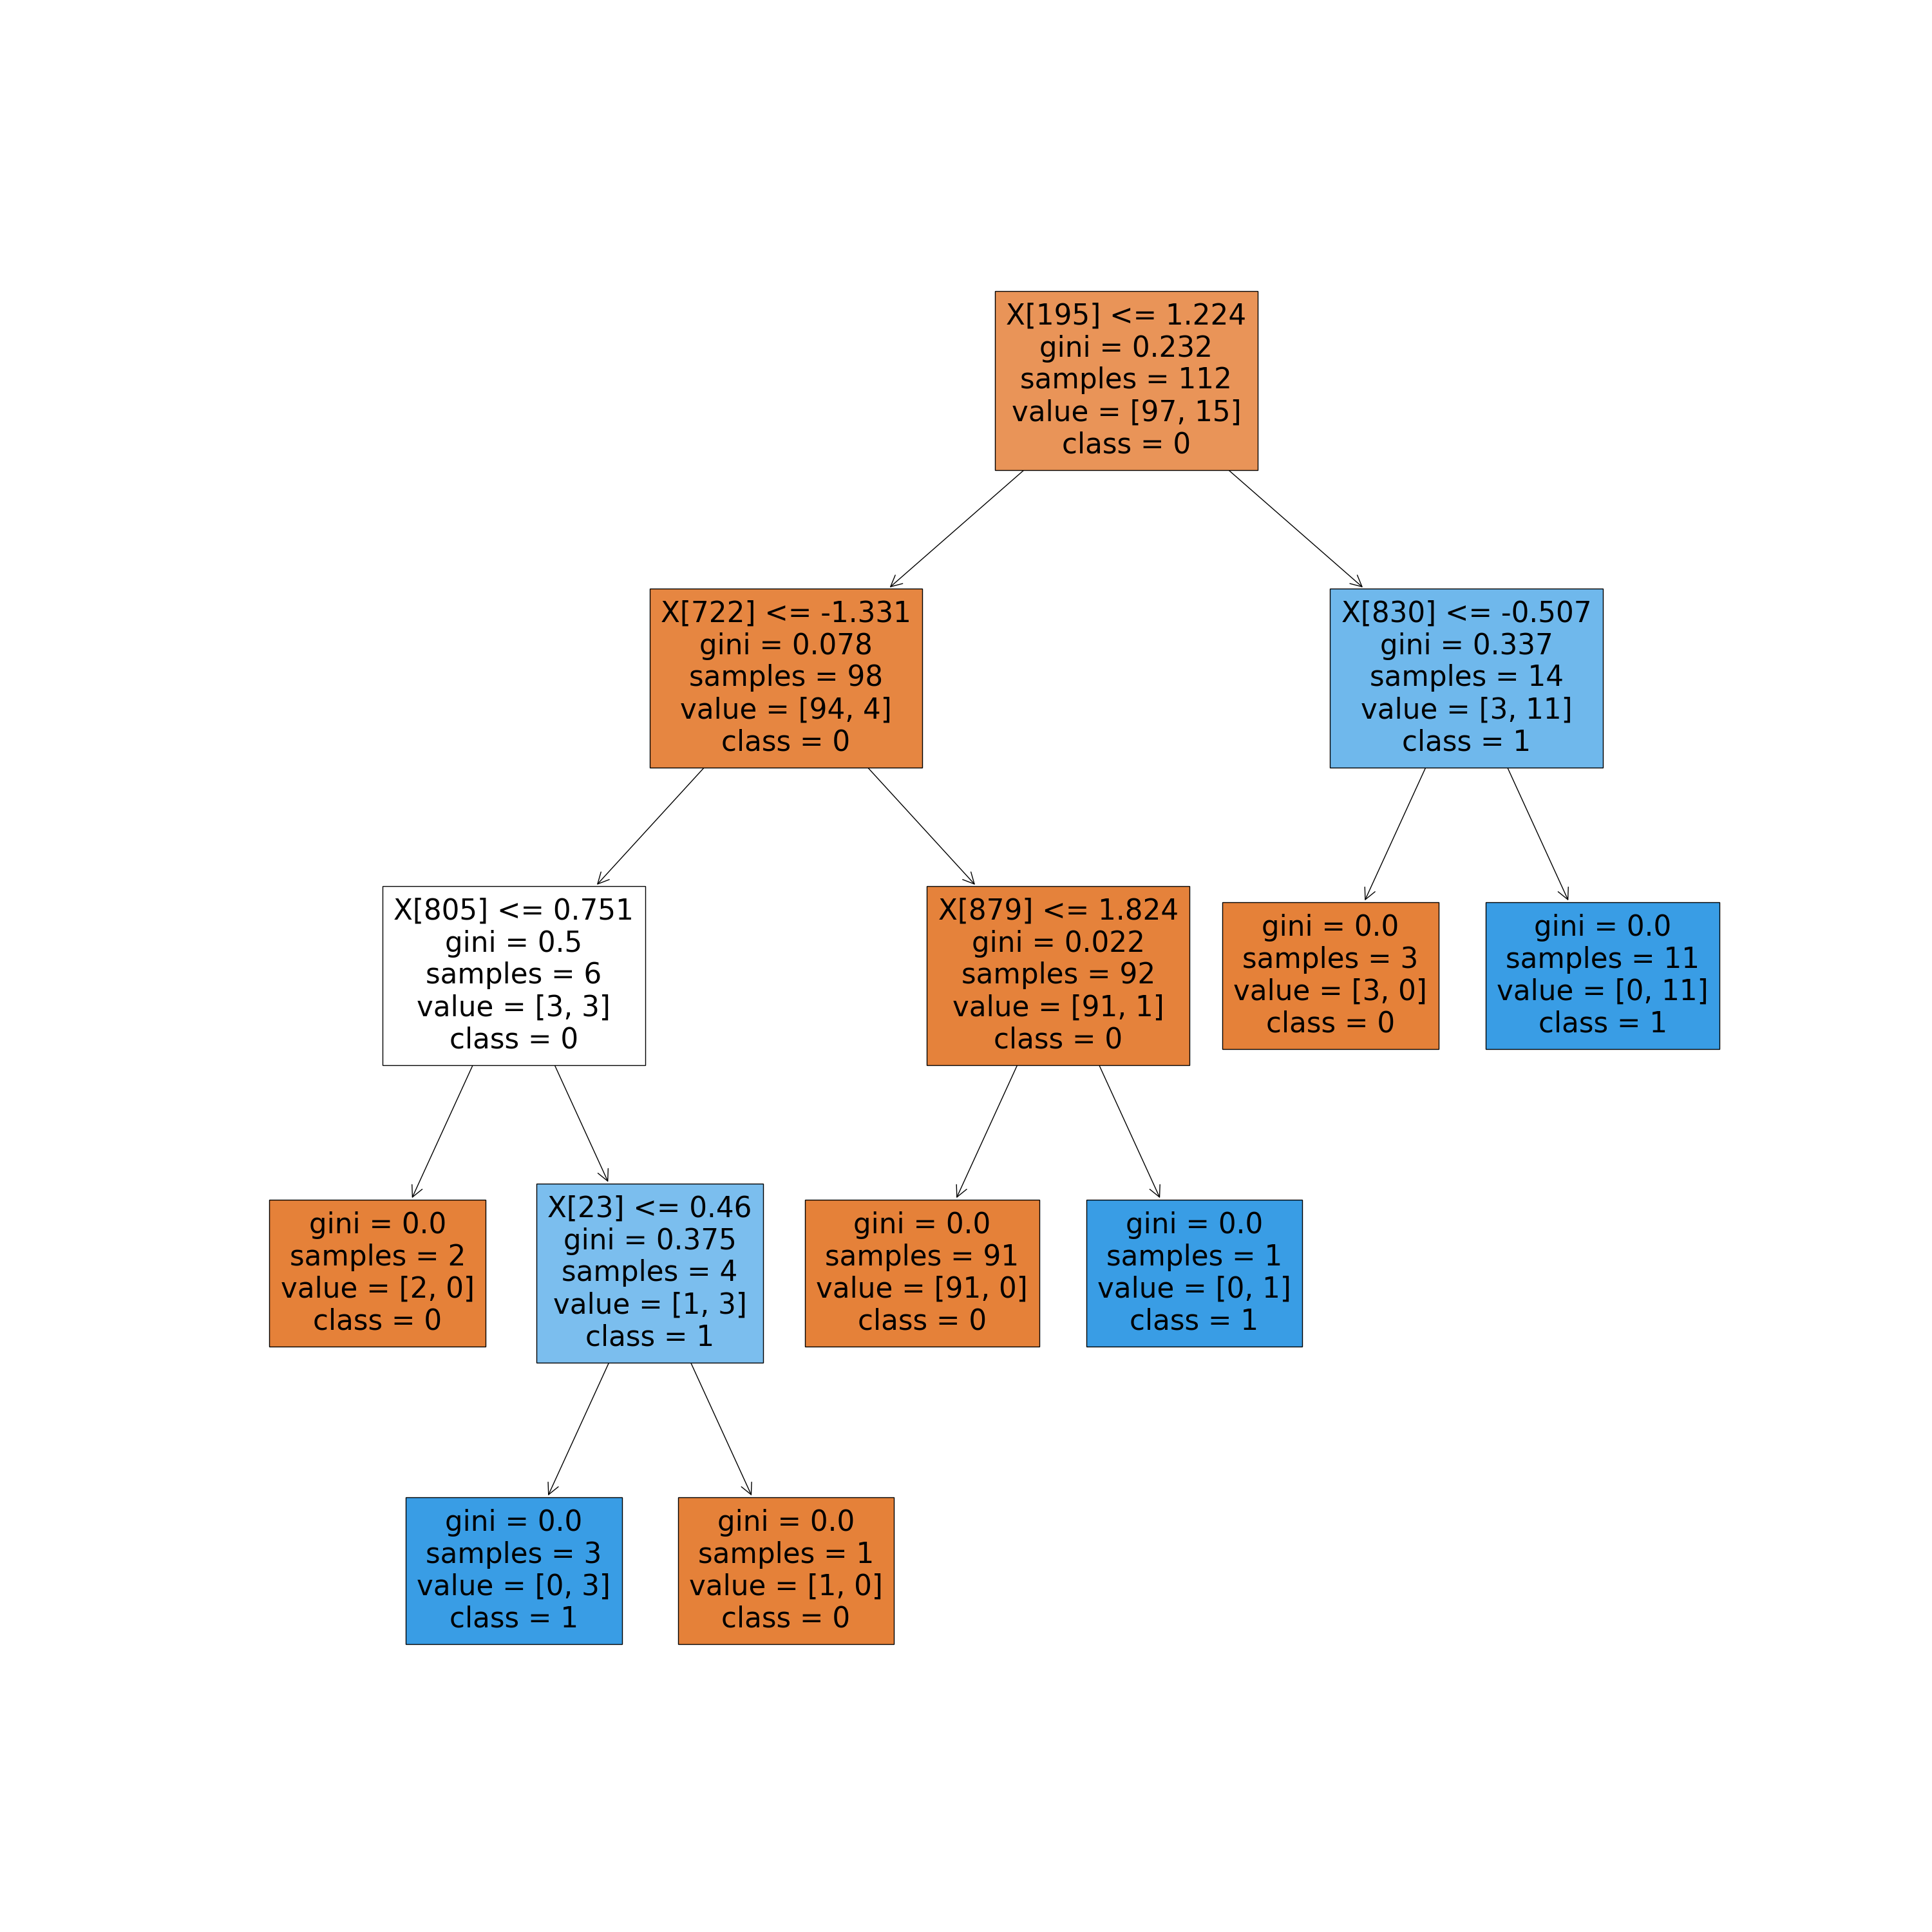 X[195] <= 1.224
gini = 0.232
samples = 112
value = [97, 15]
class = 0
X[722] <= -1.331
gini = 0.078
samples = 98
value = [94, 4]
class = 0
X[830] <= -0.507
gini = 0.337
samples = 14
value = [3, 11]
class = 1
X[805] <= 0.751
gini = 0.5
samples = 6
value = [3, 3]
class = 0
X[879] <= 1.824
gini = 0.022
samples = 92
value = [91, 1]
class = 0
gini = 0.0
samples = 3
value = [3, 0]
class = 0
gini = 0.0
samples = 11
value = [0, 11]
class = 1
gini = 0.0
samples = 2
value = [2, 0]
class = 0
X[23] <= 0.46
gini = 0.375
samples = 4
value = [1, 3]
class = 1
gini = 0.0
samples = 91
value = [91, 0]
class = 0
gini = 0.0
samples = 1
value = [0, 1]
class = 1
gini = 0.0
samples = 3
value = [0, 3]
class = 1
gini = 0.0
samples = 1
value = [1, 0]
class = 0